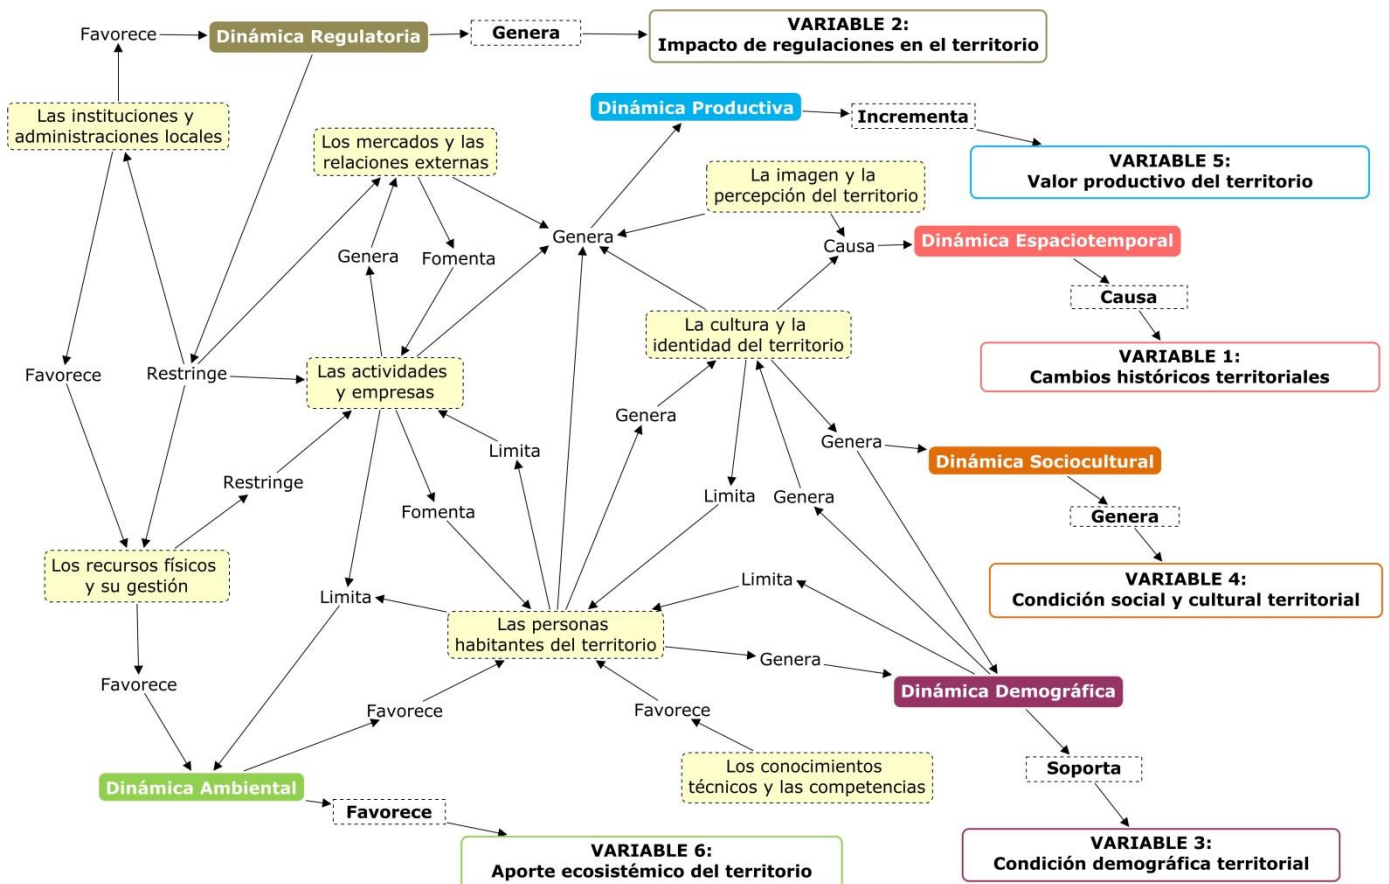 Favorece
Dinámica Regulatoria
Genera
VARIABLE 2:
Impacto de regulaciones en el territorio
Las instituciones y
administraciones locales
Dinámica Productiva
Incrementa
Los mercados y las
relaciones externas
VARIABLE 5:
Valor productivo del territorio
La imagen y la
percepción del territorio
Genera
Fomenta
Genera
Causa
Dinámica Espaciotemporal
Causa
La cultura y la
identidad del territorio
VARIABLE 1:
Cambios históricos territoriales
Favorece
Restringe
Las actividades
y empresas
Genera
Limita
Genera
Dinámica Sociocultural
Restringe
Fomenta
Limita
Genera
Genera
Los recursos físicos
y su gestión
Limita
Limita
VARIABLE 4:
Condición social y cultural territorial
Las personas
habitantes del territorio
Genera
Favorece
Dinámica Demográfica
Favorece
Favorece
Dinámica Ambiental
Los conocimientos
técnicos y las competencias
Soporta
Favorece
VARIABLE 6:
Aporte ecosistémico del territorio
VARIABLE 3:
Condición demográfica territorial